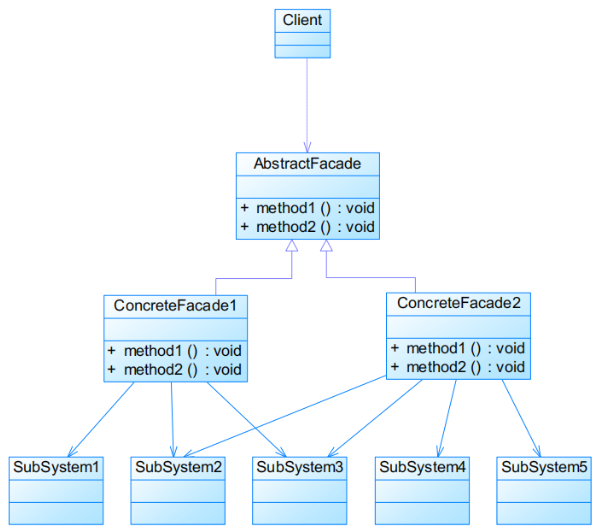 Client
AbstractFacade
+ method1 () : void
+ method2 () : void
ConcreteFacade1
+ method1 () : void
+ method2 () : void
ConcreteFacade2
+ method1 () : void
+ method2 () : void
SubSystem1
SubSystem2
SubSystem3
SubSystem4
SubSystem5